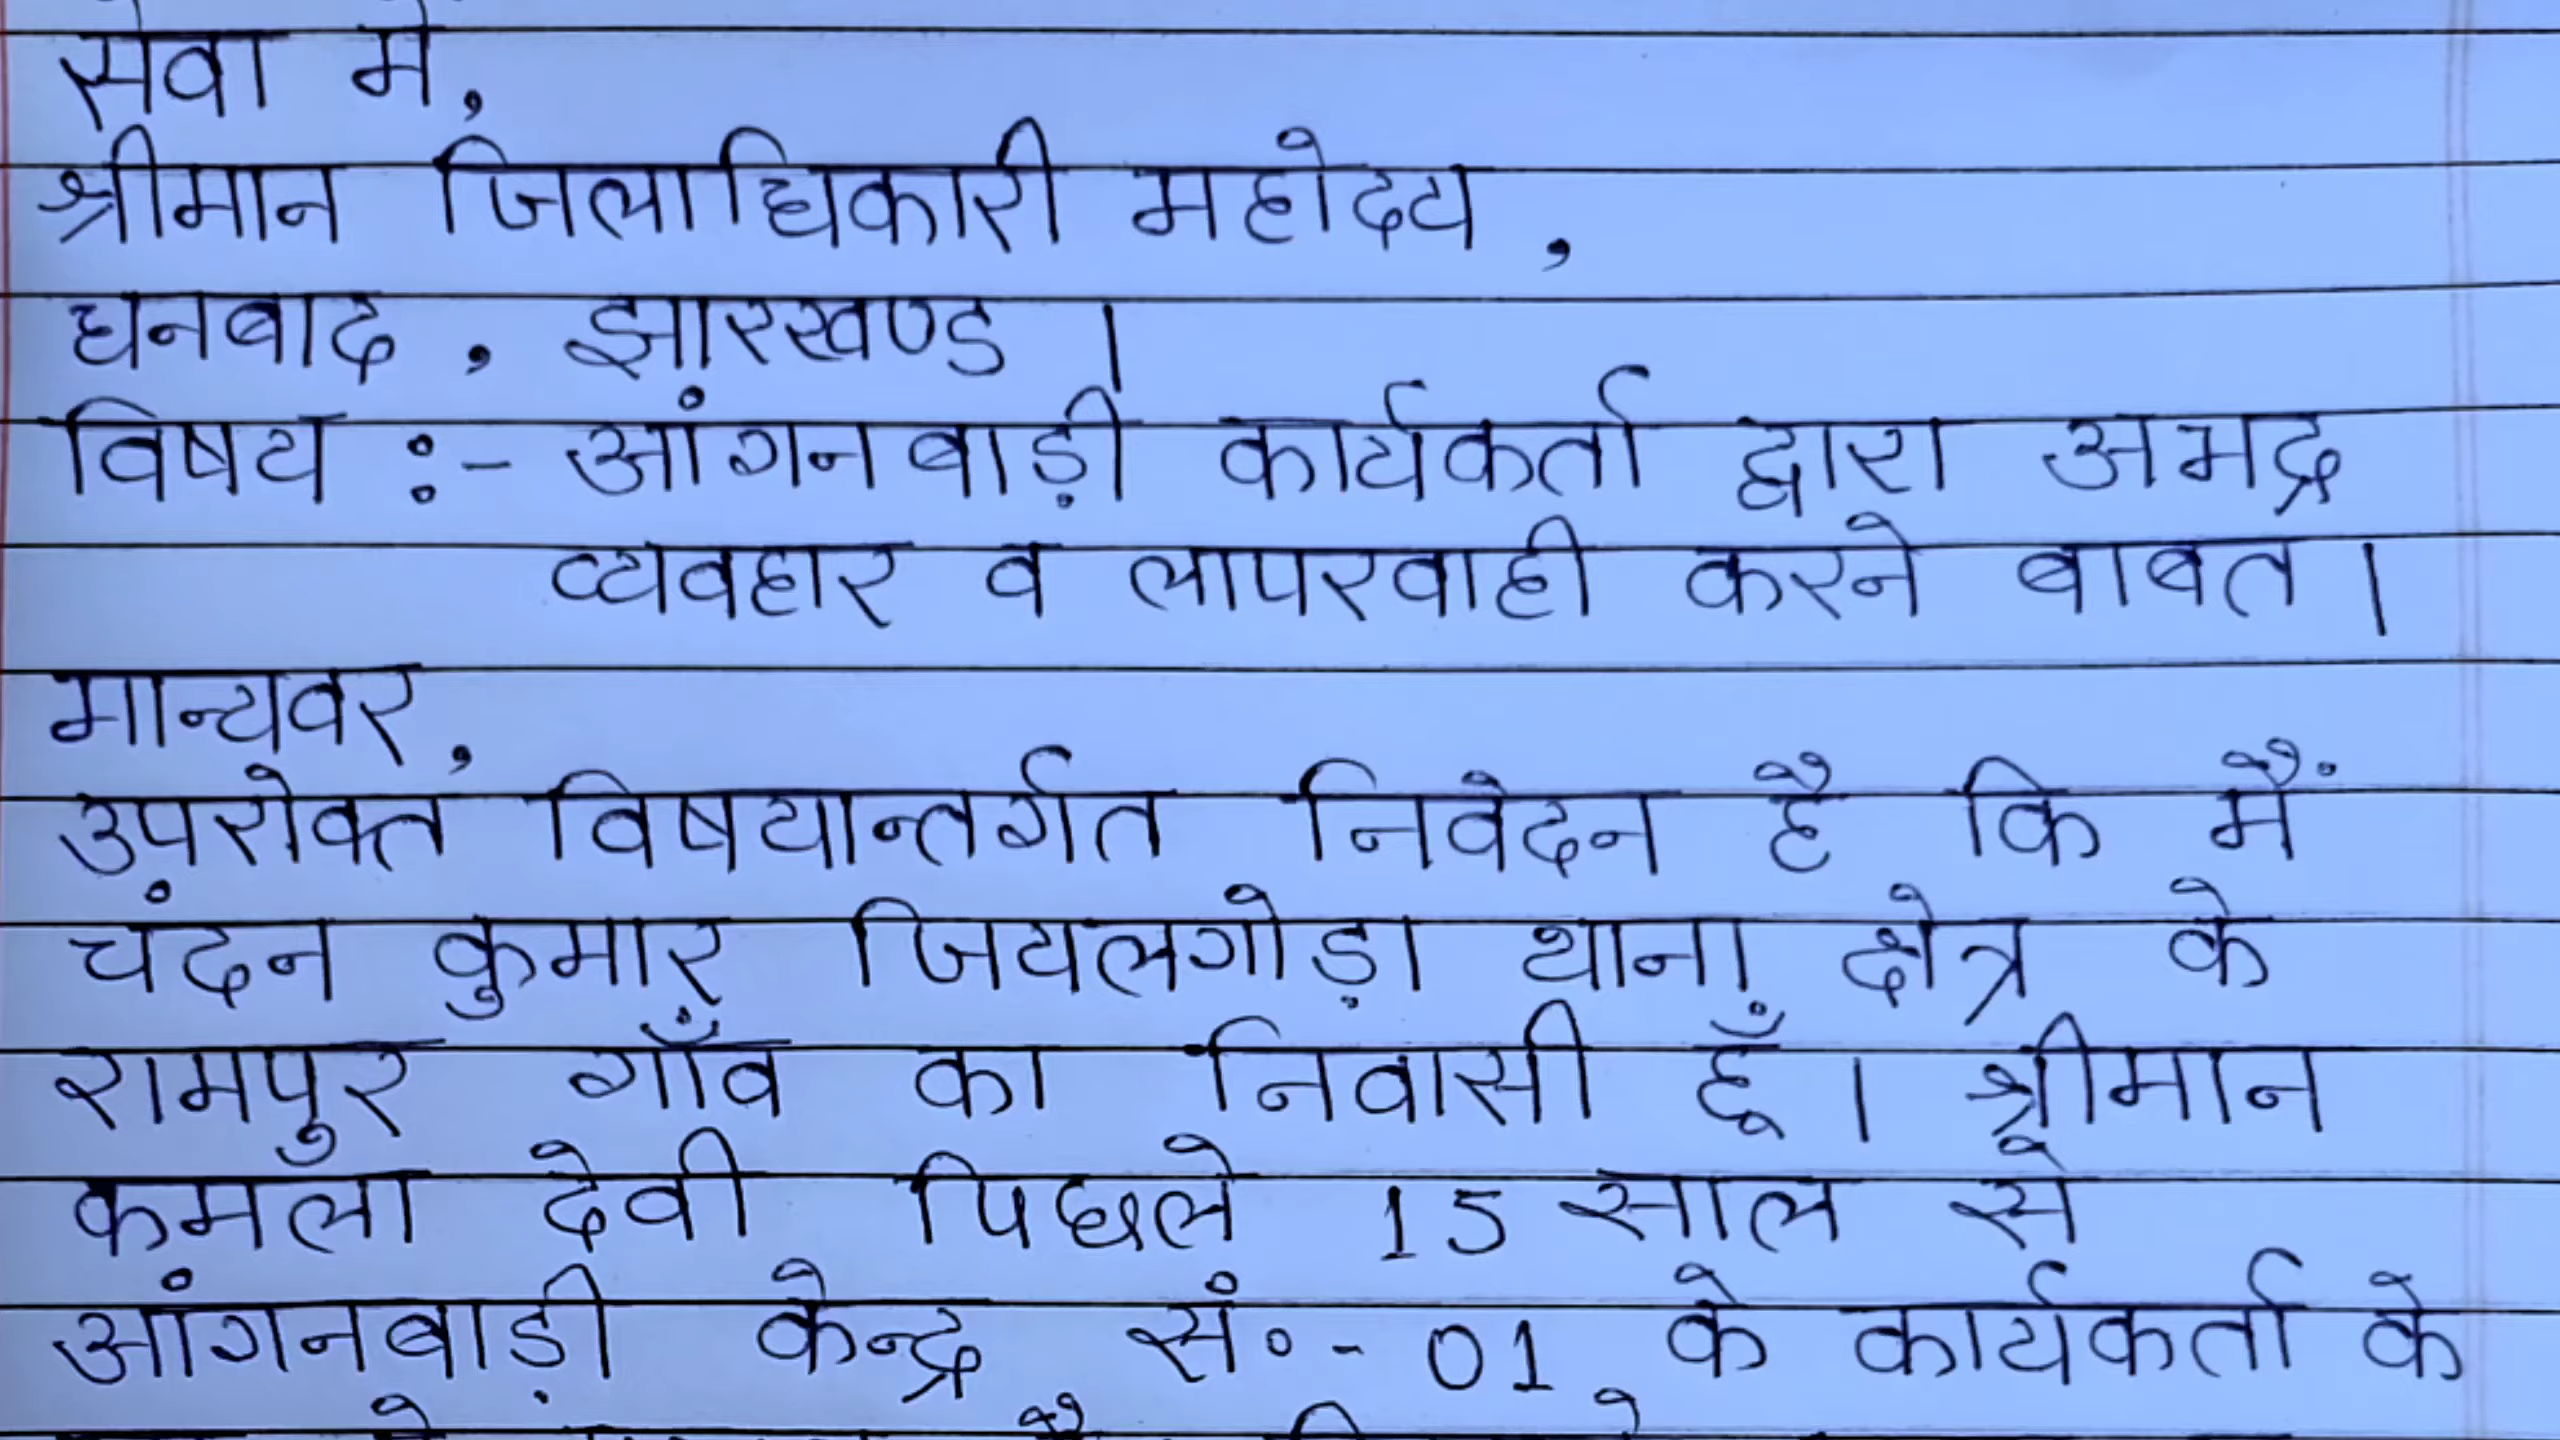 सेवा में,
श्रीमान जिलाधिकारी महोदय,
धनबाद, झारखण्ड।
विषय :- आंगनबाड़ी कार्यकर्ता द्वारा अभद्र
व्यवहार व लापरवाही करने बाबत।
मान्यवर,
उपरोक्त विषयान्तर्गत निवेदन है कि मैं
चंदन कुमार जियलगोड़ा थाना क्षेत्र के
रामपुर गाँव का निवासी हूँ। श्रीमान
कमला देवी पिछले 15 साल से
आंगनबाड़ी केन्द्र सं०- 01 के कार्यकर्ता के